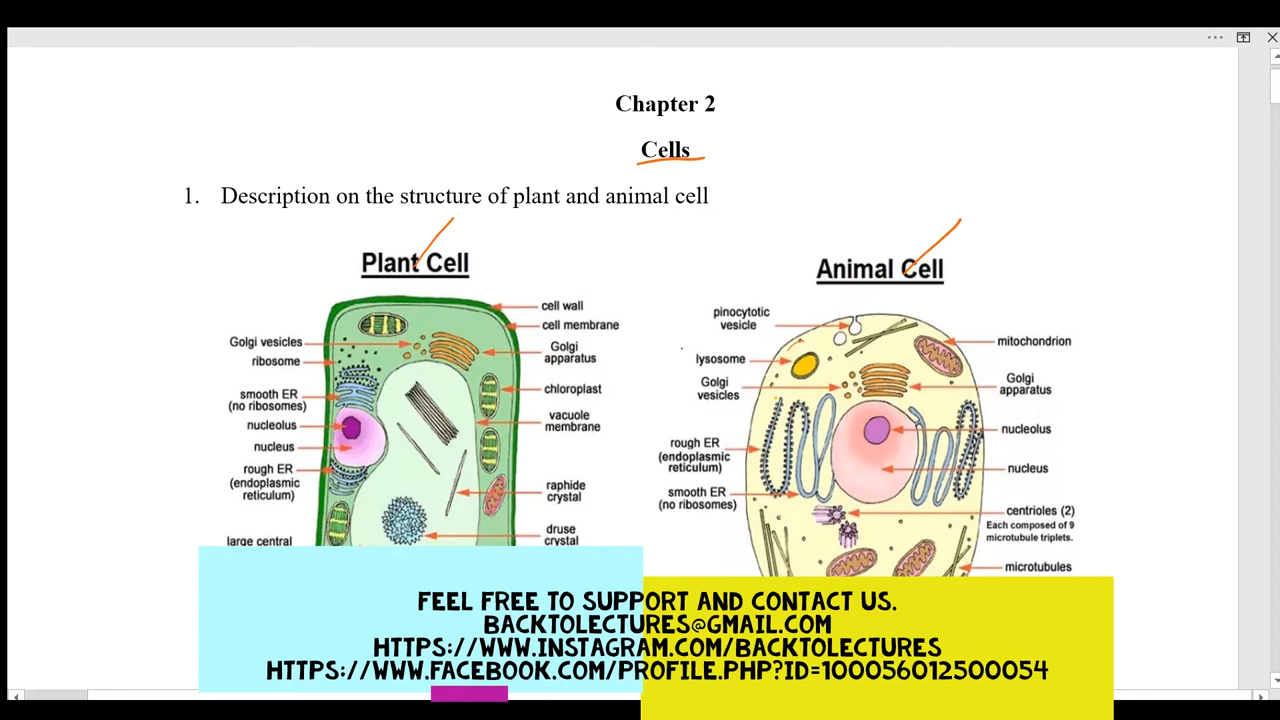 Chapter 2
Cells
1. Description on the structure of plant and animal cell
Plant Cell
cell wall
cell membrane
Golgi vesicles
Golgi
apparatus
ribosome
chloroplast
smooth ER
(no ribosomes)
vacuole
membrane
nucleolus
nucleus
rough ER
(endoplasmic
reticulum)
raphide
crystal
druse
crystal
large central
Animal Cell
pinocytotic
vesicle
mitochondrion
lysosome
Golgi
vesicles
Golgi
apparatus
nucleolus
rough ER
(endoplasmic
reticulum)
nucleus
smooth ER
(no ribosomes)
centrioles (2)
Each composed of 9
microtubule triplets.
microtubules
FEEL FREE TO SUPPORT AND CONTACT US.
BACKTOLECTURES@GMAIL.COM
HTTPS://WWW.INSTAGRAM.COM/BACKTOLECTURES
HTTPS://WWW.FACEBOOK.COM/PROFILE.PHP?ID=100056012500054